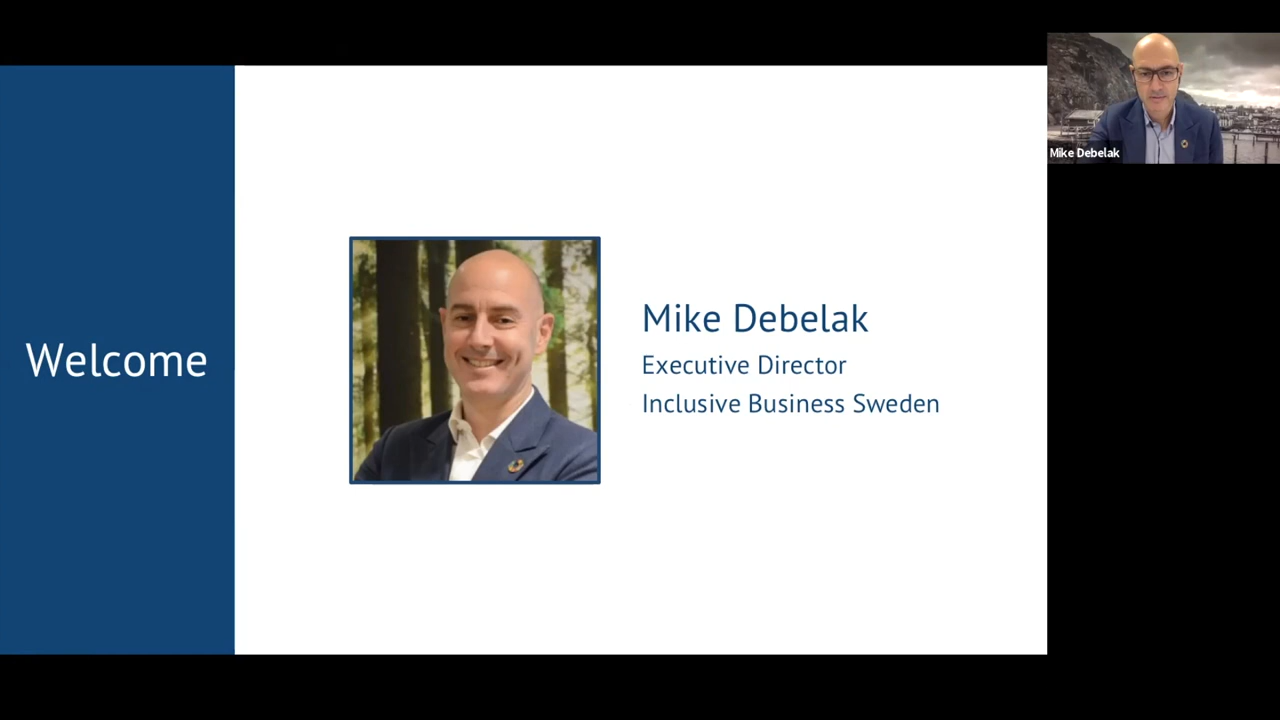 Welcome
Mike Debelak
Executive Director
Inclusive Business Sweden
Mike Debelak